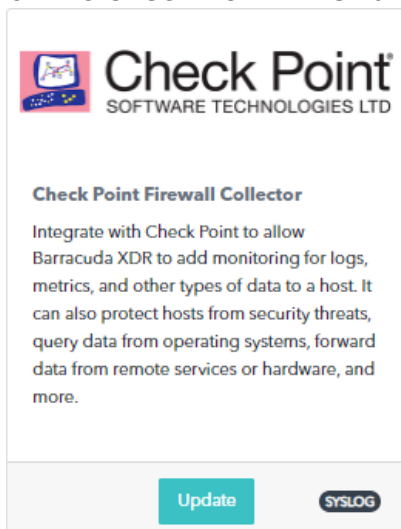 Check Point
SOFTWARE TECHNOLOGIES LTD
Check Point Firewall Collector
Integrate with Check Point to allow
Barracuda XDR to add monitoring for logs,
metrics, and other types of data to a host. It
can also protect hosts from security threats,
query data from operating systems, forward
data from remote services or hardware, and
more.
Update
SYSLOG